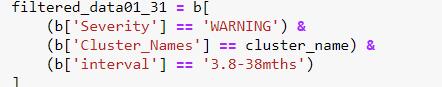 filtered_data01_31 = b[
    (b['Severity'] == 'WARNING') &
    (b['Cluster_Names'] == cluster_name) &
    (b['interval'] == '3.8-38mths')
]